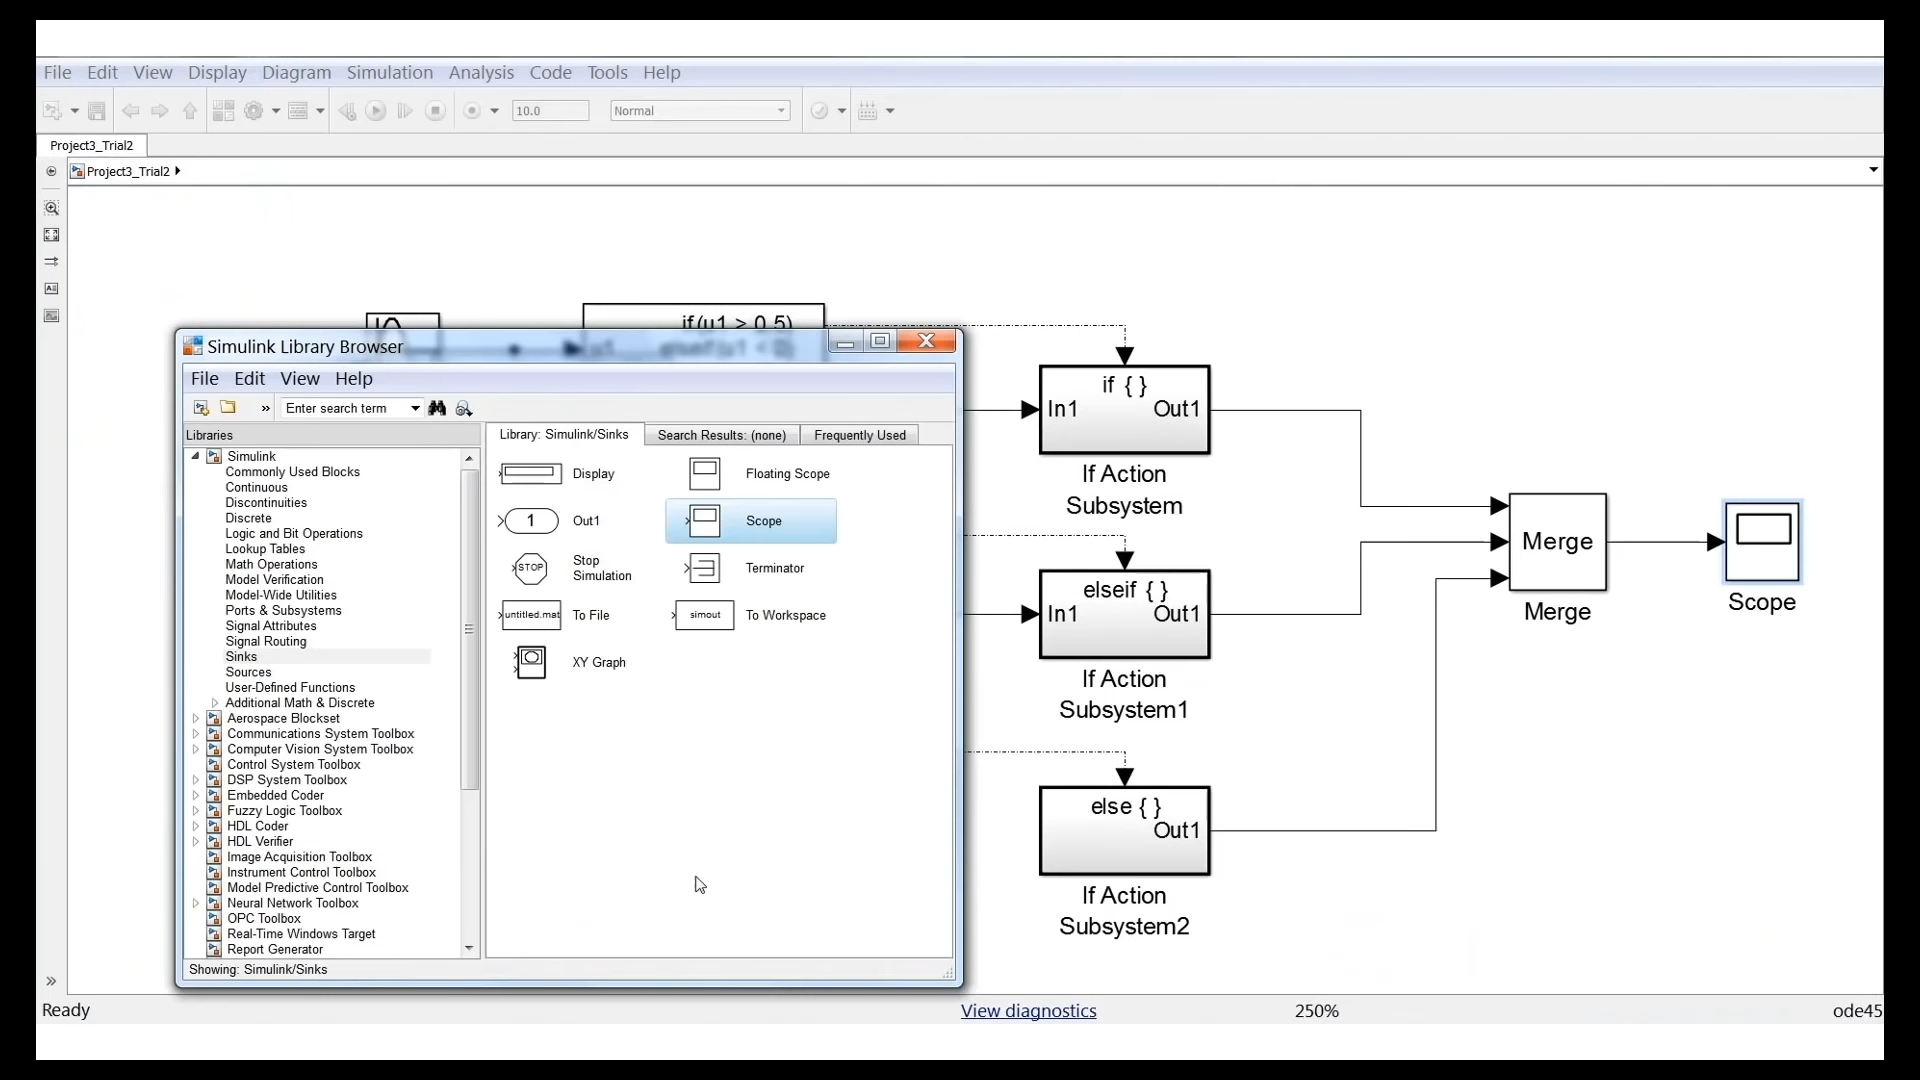 File Edit View Display Diagram Simulation Analysis Code Tools Help
10.0 Normal
Project3_Trial2
Project3_Trial2
if(u1 > 0.5)
u1 elseif(u1 < 0)
Simulink Library Browser
File Edit View Help
» Enter search term
Libraries
Simulink
Commonly Used Blocks
Continuous
Discontinuities
Discrete
Logic and Bit Operations
Lookup Tables
Math Operations
Model Verification
Model-Wide Utilities
Ports & Subsystems
Signal Attributes
Signal Routing
Sinks
Sources
User-Defined Functions
Additional Math & Discrete
Aerospace Blockset
Communications System Toolbox
Computer Vision System Toolbox
Control System Toolbox
DSP System Toolbox
Embedded Coder
Fuzzy Logic Toolbox
HDL Coder
HDL Verifier
Image Acquisition Toolbox
Instrument Control Toolbox
Model Predictive Control Toolbox
Neural Network Toolbox
OPC Toolbox
Real-Time Windows Target
Report Generator
Showing: Simulink/Sinks
Library: Simulink/Sinks Search Results: (none) Frequently Used
Display Floating Scope
1 Out1 Scope
STOP Stop
Simulation
Terminator
untitled.mat To File simout To Workspace
XY Graph
if { }
In1 Out1
If Action
Subsystem
elseif { }
In1 Out1
If Action
Subsystem1
else { }
Out1
If Action
Subsystem2
Merge
Merge
Scope
Ready View diagnostics 250% ode45